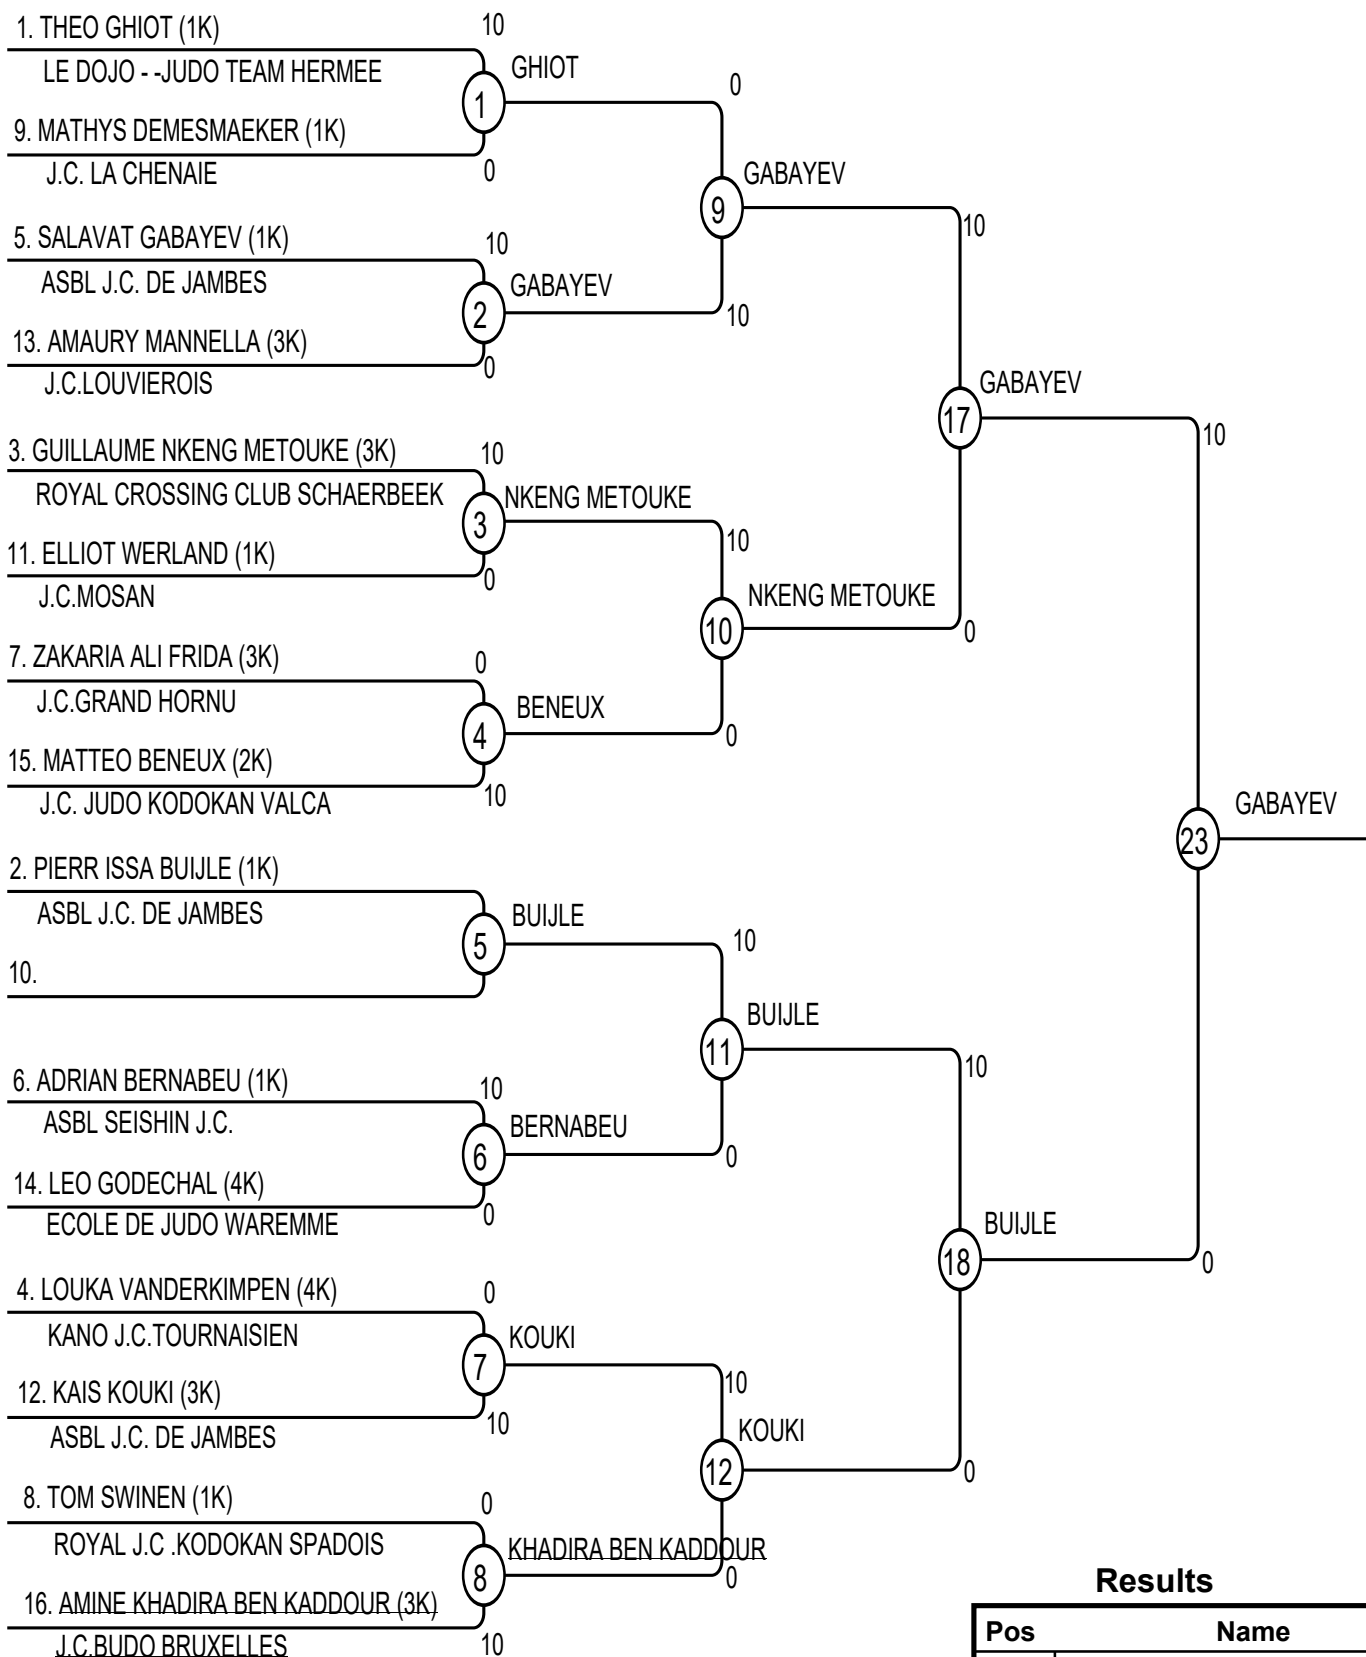 1. THEO GHIOT (1K)
10
LE DOJO - -JUDO TEAM HERMEE
1
GHIOT
0
9. MATHYS DEMESMAEKER (1K)
J.C. LA CHENAIE
0
9
GABAYEV
10
5. SALAVAT GABAYEV (1K)
10
ASBL J.C. DE JAMBES
2
GABAYEV
10
13. AMAURY MANNELLA (3K)
0
J.C.LOUVIEROIS
17
GABAYEV
10
3. GUILLAUME NKENG METOUKE (3K)
10
ROYAL CROSSING CLUB SCHAERBEEK
3
NKENG METOUKE
10
11. ELLIOT WERLAND (1K)
0
J.C.MOSAN
10
NKENG METOUKE
0
7. ZAKARIA ALI FRIDA (3K)
0
J.C.GRAND HORNU
4
BENEUX
0
15. MATTEO BENEUX (2K)
10
J.C. JUDO KODOKAN VALCA
23
GABAYEV
2. PIERR ISSA BUIJLE (1K)
ASBL J.C. DE JAMBES
5
BUIJLE
10
10.
11
BUIJLE
10
6. ADRIAN BERNABEU (1K)
10
ASBL SEISHIN J.C.
6
BERNABEU
0
14. LEO GODECHAL (4K)
0
ECOLE DE JUDO WAREMME
18
BUIJLE
0
4. LOUKA VANDERKIMPEN (4K)
0
KANO J.C.TOURNAISIEN
7
KOUKI
10
12. KAIS KOUKI (3K)
10
ASBL J.C. DE JAMBES
12
KOUKI
0
8. TOM SWINEN (1K)
0
ROYAL J.C .KODOKAN SPADOIS
8
KHADIRA BEN KADDOUR
0
16. AMINE KHADIRA BEN KADDOUR (3K)
10
J.C.BUDO BRUXELLES
Results
Pos Name